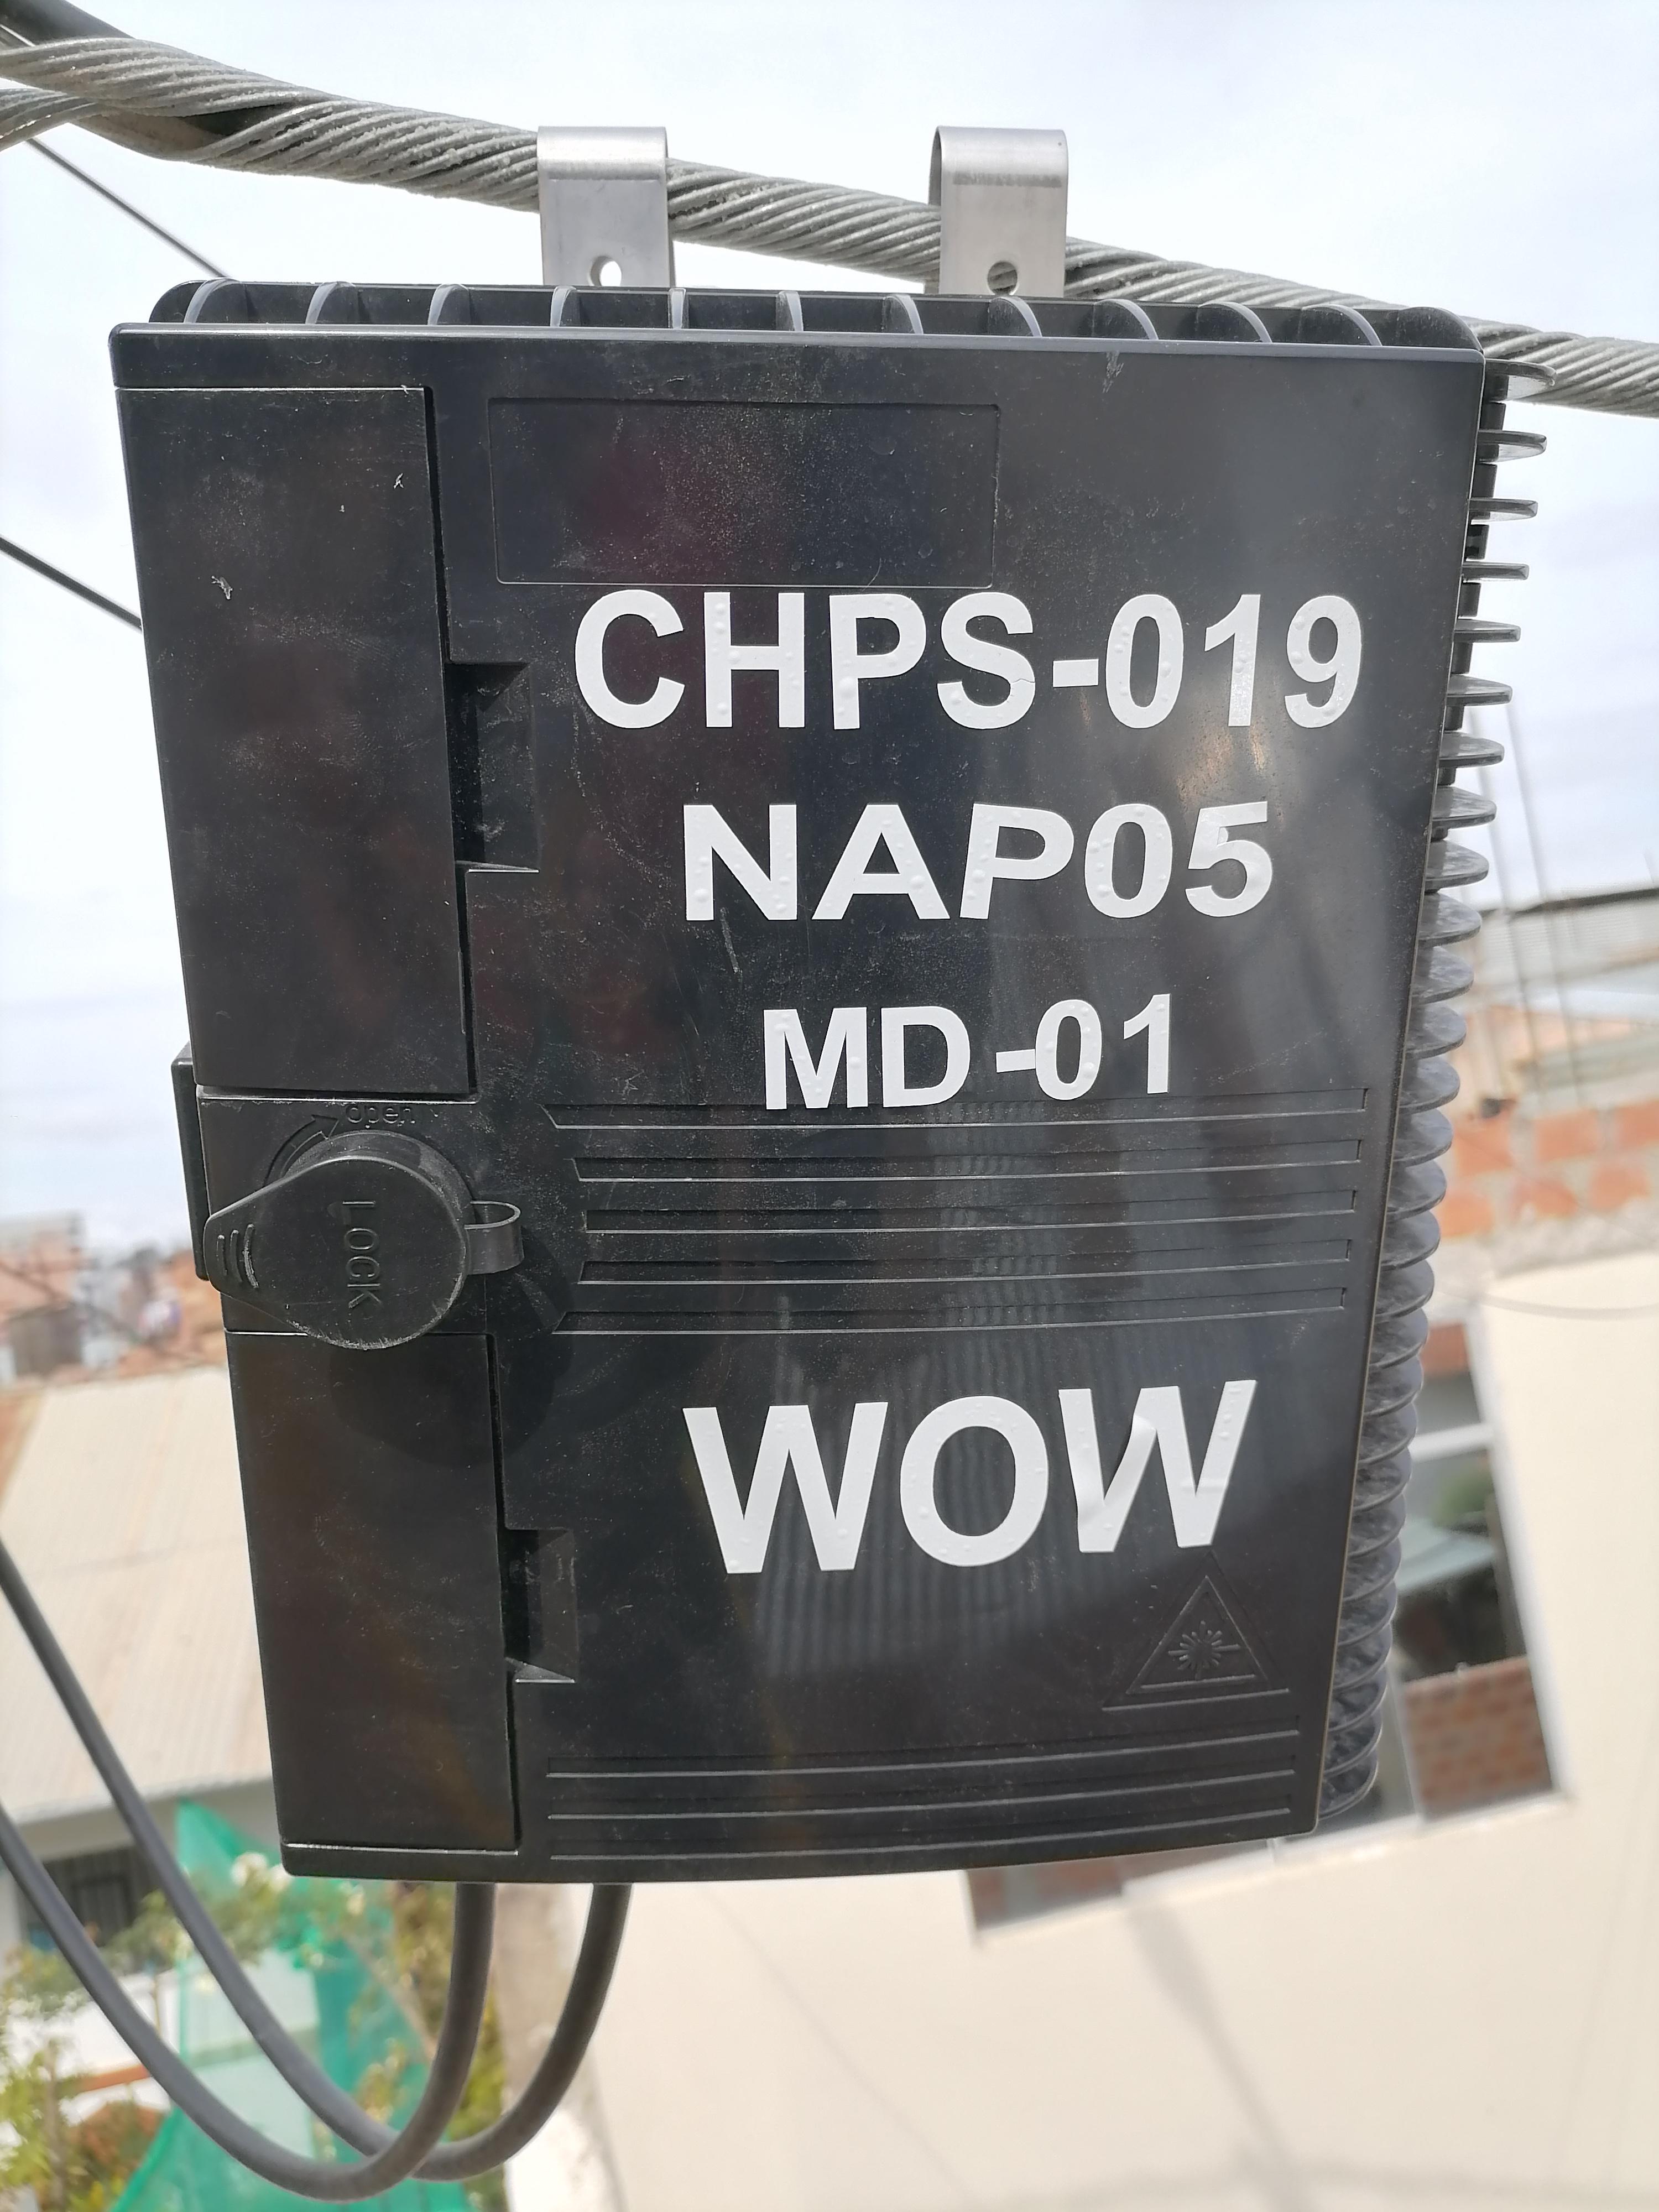 CHPS-019
NAP05
MD-01
open
LOCK
WOW